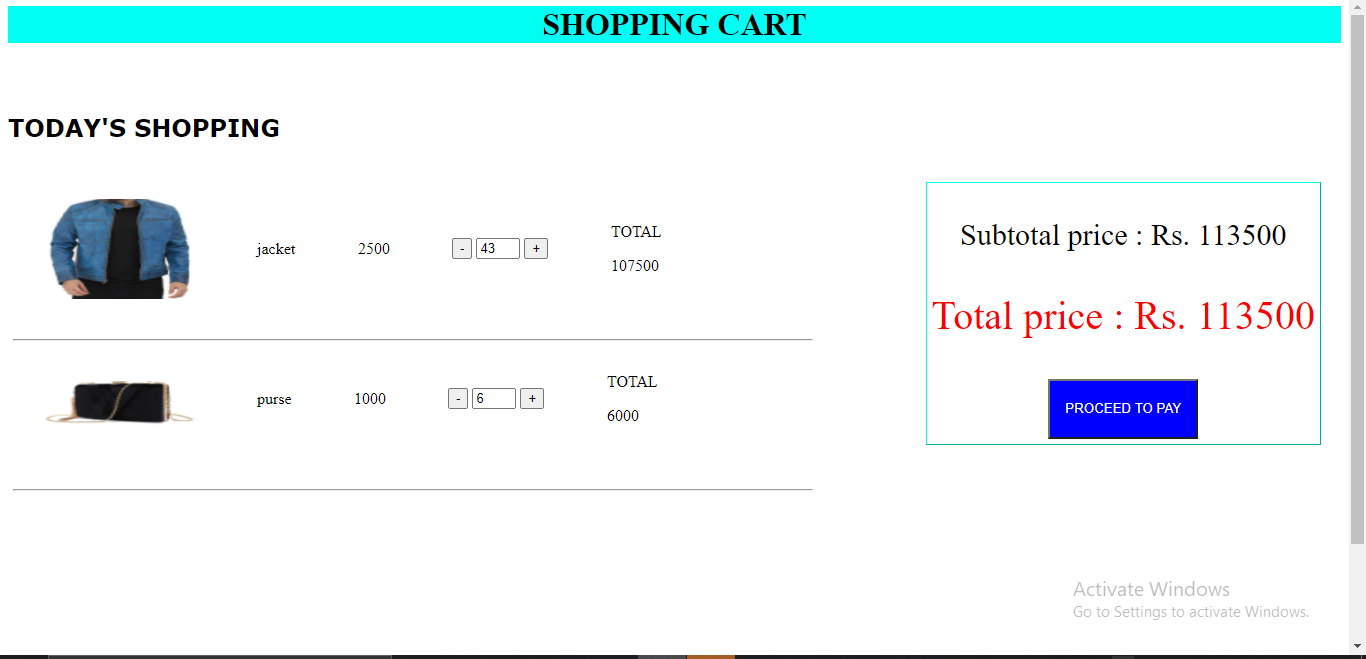 SHOPPING CART
TODAY'S SHOPPING
jacket 2500 - 43 + TOTAL
107500
purse 1000 - 6 + TOTAL
6000
Subtotal price : Rs. 113500
Total price : Rs. 113500
PROCEED TO PAY
Activate Windows
Go to Settings to activate Windows.